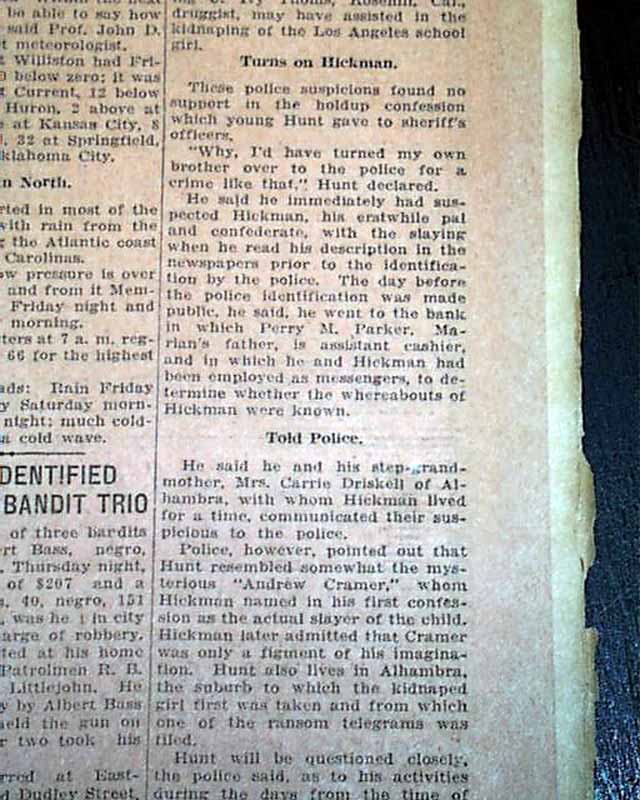 be able to say how
said Prof. John D.
meteorologist.
Williston had Fri-
below zero; it was
Current, 12 below
Huron, 2 above at
at Kansas City, 8
32 at Springfield,
klahoma City.
n North.
rted in most of the
with rain from the
the Atlantic coast
Carolinas.
ow pressure is over
and from it Mem-
Friday night and
morning.
ters at 7 a. m. reg-
66 for the highest
ads: Rain Friday
y Saturday morn-
night; much cold-
a cold wave.
DENTIFIED
BANDIT TRIO
of three bandits
ert Bass, negro,
Thursday night,
of $207 and a
40, negro, 151
was he in city
arge of robbery.
ted at his home
Patrolmen R. B.
Littlejohn. He
y by Albert Bass
held the gun on
r two took his
rred at East-
d Dudley Street,
druggist, may have assisted in the
kidnaping of the Los Angeles school
girl.
Turns on Hickman.
These police suspicions found no
support in the holdup confession
which young Hunt gave to sheriff's
officers.
"Why, I'd have turned my own
brother over to the police for a
crime like that," Hunt declared.
He said he immediately had sus-
pected Hickman, his erstwhile pal
and confederate, with the slaying
when he read his description in the
newspapers prior to the identifica-
tion by the police. The day before
the police identification was made
public, he said, he went to the bank
in which Perry M. Parker, Ma-
rian's father, is assistant cashier,
and in which he and Hickman had
been employed as messengers, to de-
termine whether the whereabouts of
Hickman were known.
Told Police.
He said he and his step-grand-
mother, Mrs. Carrie Driskell of Al-
hambra, with whom Hickman lived
for a time, communicated their sus-
picious to the police.
Police, however, pointed out that
Hunt resembled somewhat the mys-
terious "Andrew Cramer," whom
Hickman named in his first confes-
sion as the actual slayer of the child.
Hickman later admitted that Cramer
was only a figment of his imagina-
tion. Hunt also lives in Alhambra,
the suburb to which the kidnaped
girl first was taken and from which
one of the ransom telegrams was
filed.
Hunt will be questioned closely,
the police said, as to his activities
during the days from the time of